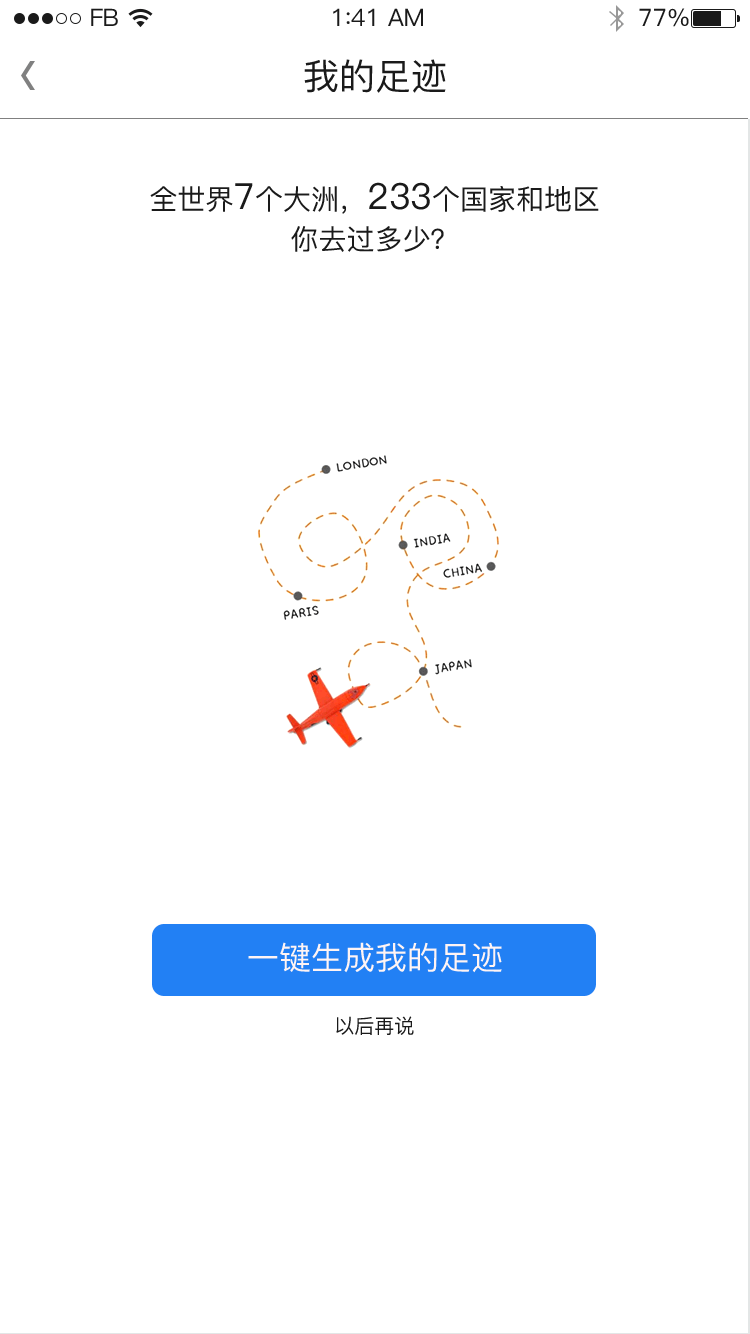 FB 1:41 AM 77%
我的足迹
全世界7个大洲，233个国家和地区
你去过多少？
LONDON
INDIA
CHINA
PARIS
JAPAN
一键生成我的足迹
以后再说